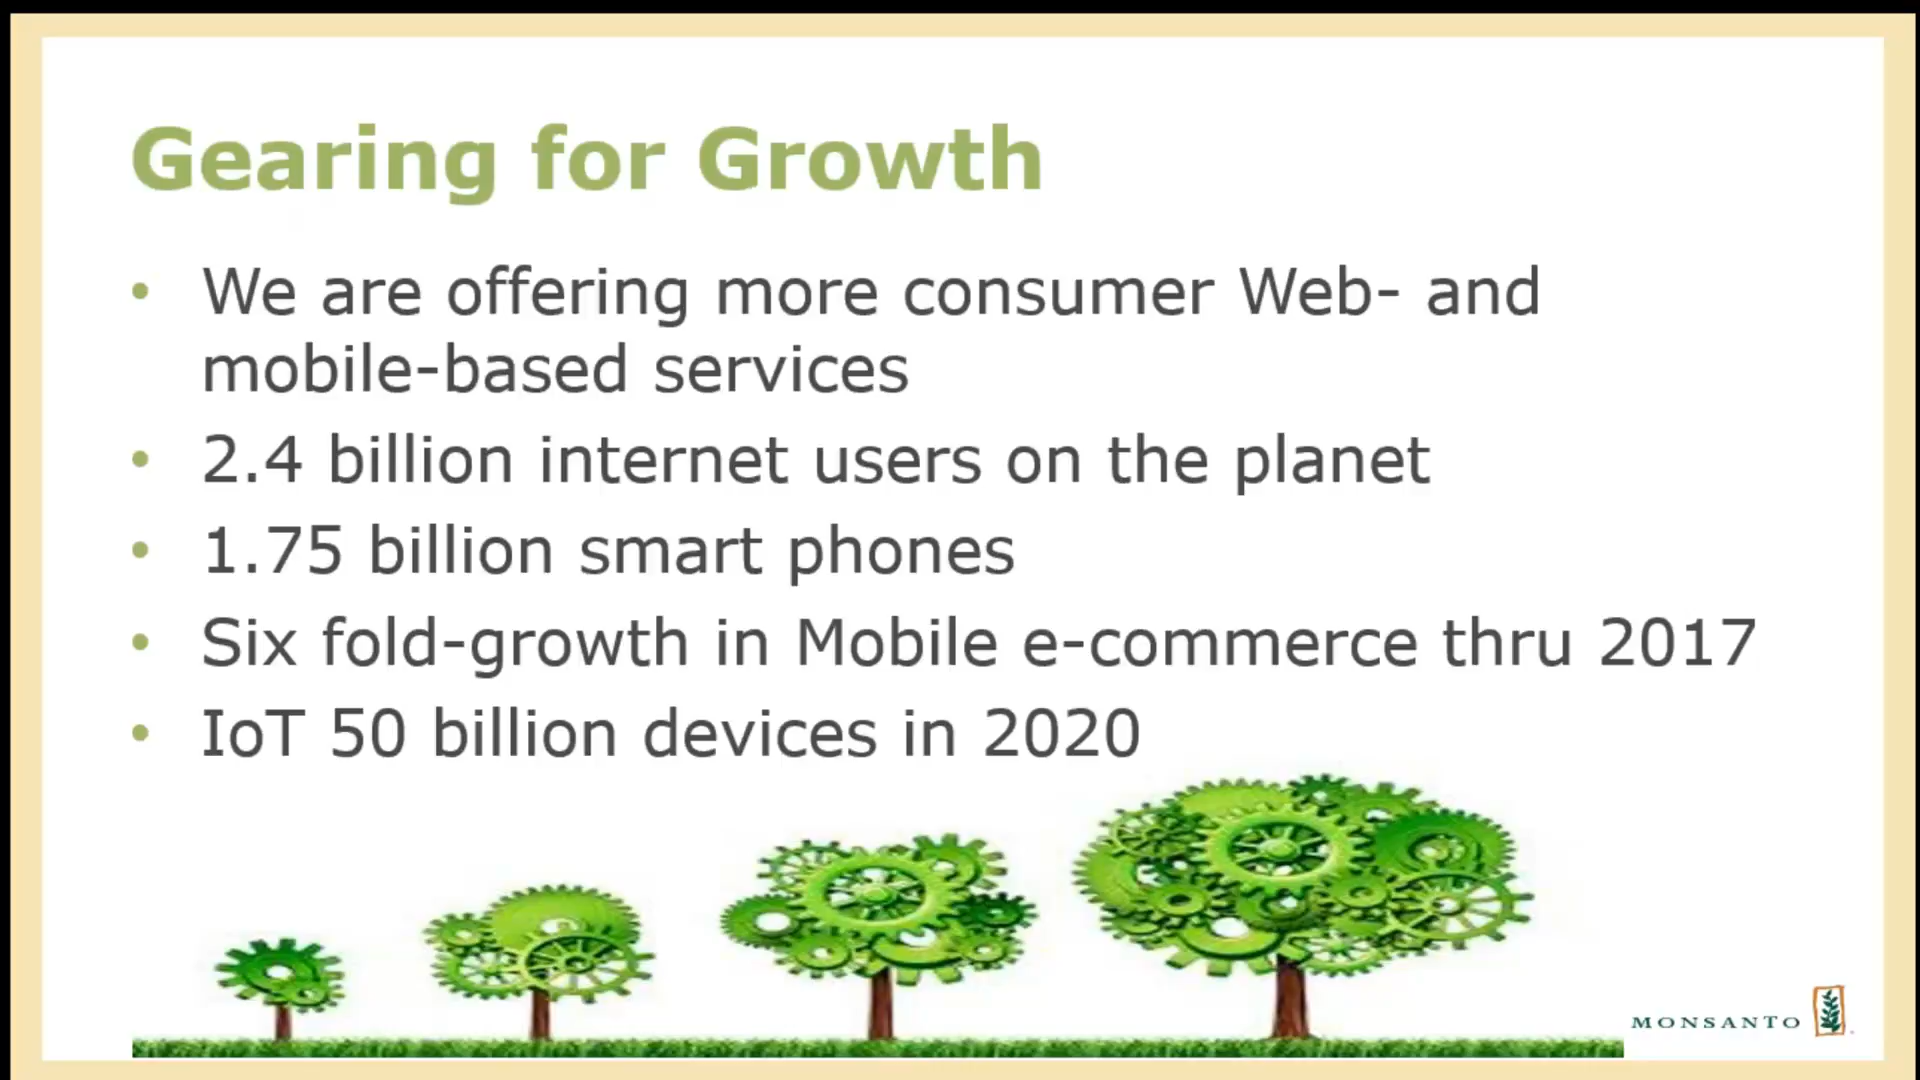 Gearing for Growth
• We are offering more consumer Web- and
mobile-based services
• 2.4 billion internet users on the planet
• 1.75 billion smart phones
• Six fold-growth in Mobile e-commerce thru 2017
• IoT 50 billion devices in 2020
MONSANTO